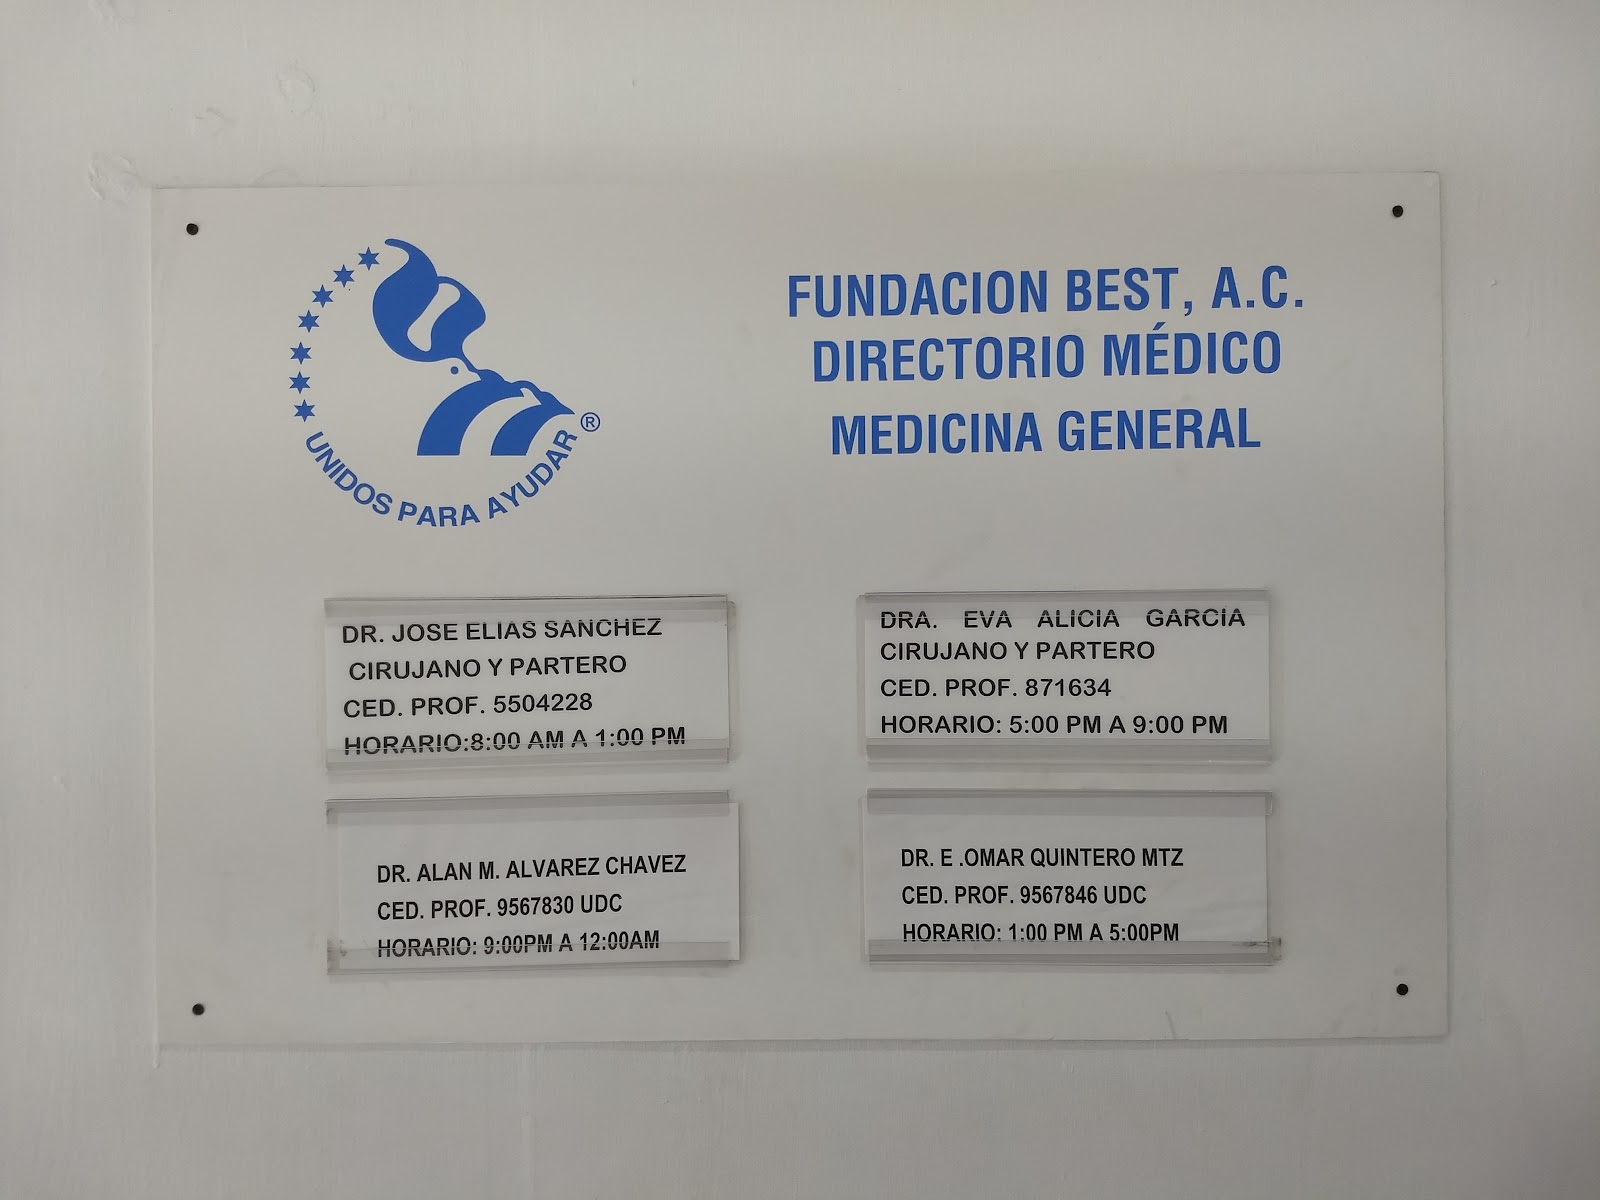 UNIDOS PARA AYUDAR ®
FUNDACION BEST, A.C.
DIRECTORIO MÉDICO
MEDICINA GENERAL
DR. JOSE ELIAS SANCHEZ
CIRUJANO Y PARTERO
CED. PROF. 5504228
HORARIO:8:00 AM A 1:00 PM
DRA. EVA ALICIA GARCIA
CIRUJANO Y PARTERO
CED. PROF. 871634
HORARIO: 5:00 PM A 9:00 PM
DR. ALAN M. ALVAREZ CHAVEZ
CED. PROF. 9567830 UDC
HORARIO: 9:00PM A 12:00AM
DR. E .OMAR QUINTERO MTZ
CED. PROF. 9567846 UDC
HORARIO: 1:00 PM A 5:00PM